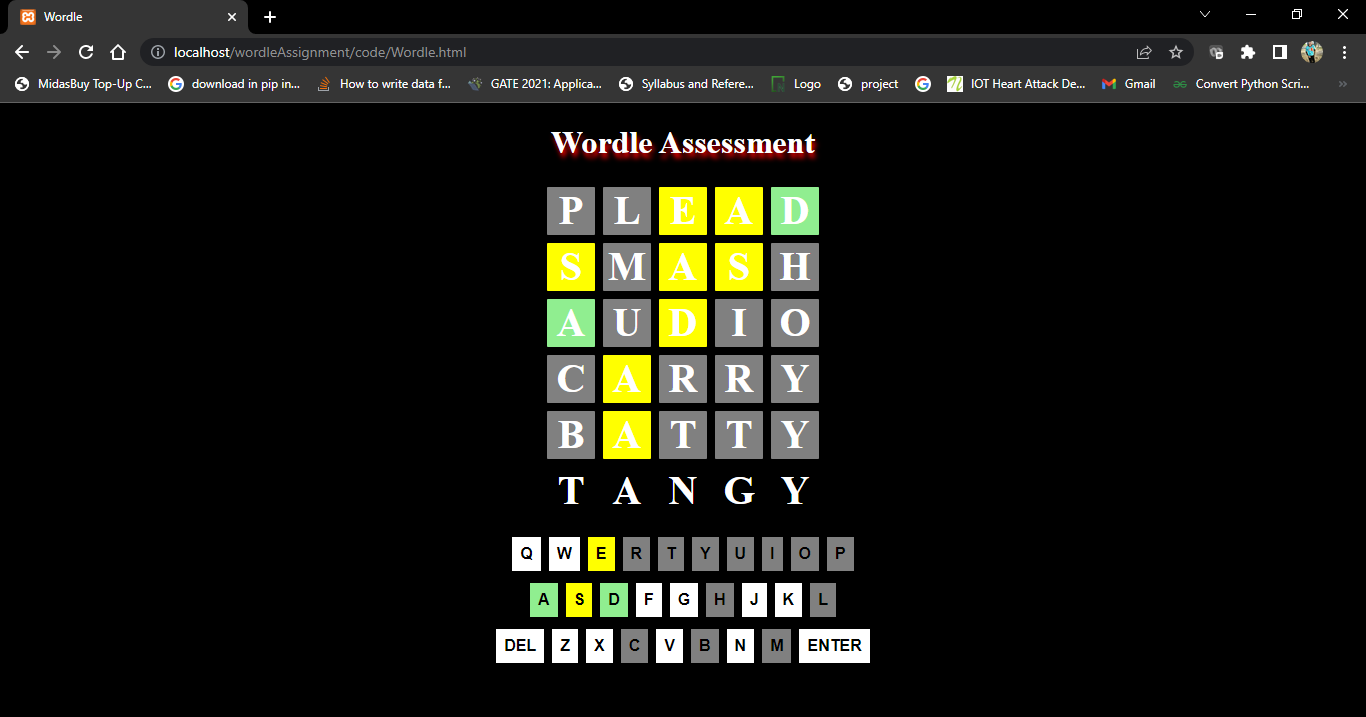 Wordle
localhost/wordleAssignment/code/Wordle.html
MidasBuy Top-Up C... download in pip in... How to write data f... GATE 2021: Applica... Syllabus and Refere... Logo project IOT Heart Attack De... Gmail Convert Python Scri... »
Wordle Assessment
P L E A D
S M A S H
A U D I O
C A R R Y
B A T T Y
T A N G Y
Q W E R T Y U I O P
A S D F G H J K L
DEL Z X C V B N M ENTER